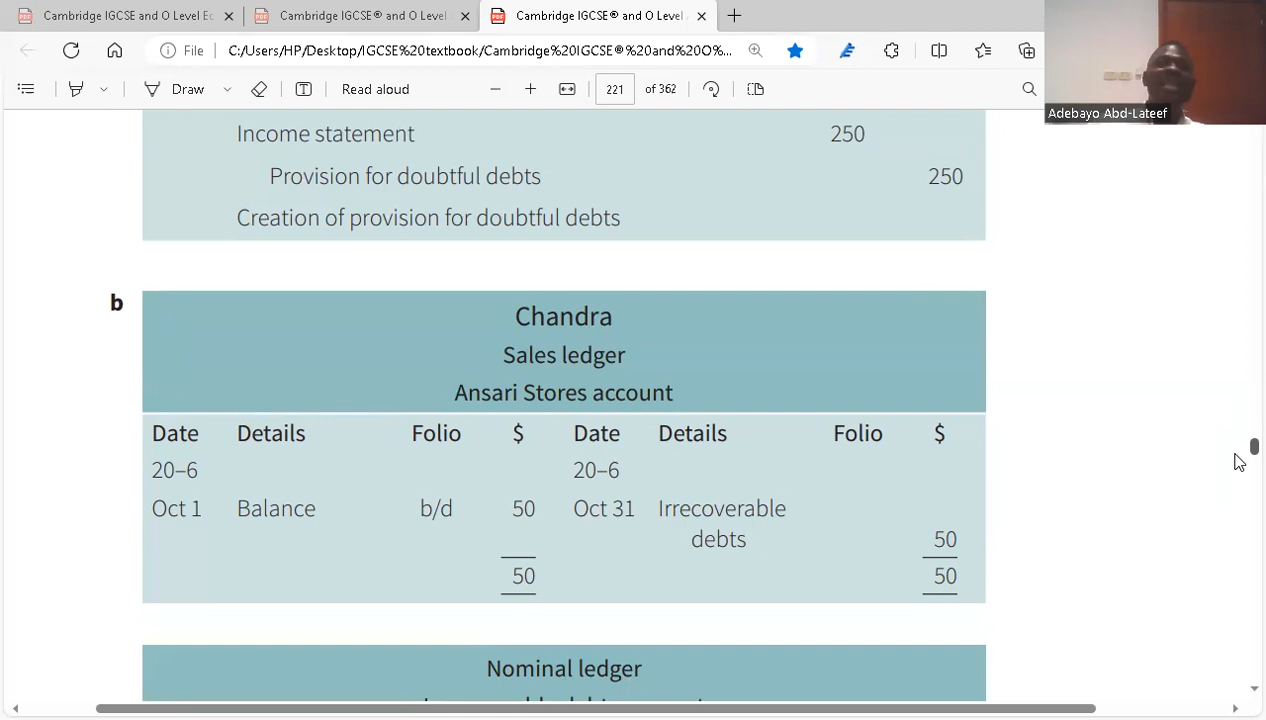 Cambridge IGCSE® and O Level Ec
Cambridge IGCSE® and O Level
Cambridge IGCSE® and O Level
File
C:/Users/HP/Desktop/IGCSE%20textbook/Cambridge%20IGCSE®%20and%20O%...
Draw
Read aloud
221 of 362
Adebayo Abd-Lateef
Income statement 250
Provision for doubtful debts 250
Creation of provision for doubtful debts
b
Chandra
Sales ledger
Ansari Stores account
Date Details Folio $ Date Details Folio $
20–6 20–6
Oct 1 Balance b/d 50 Oct 31 Irrecoverable
debts 50
50 50
Nominal ledger